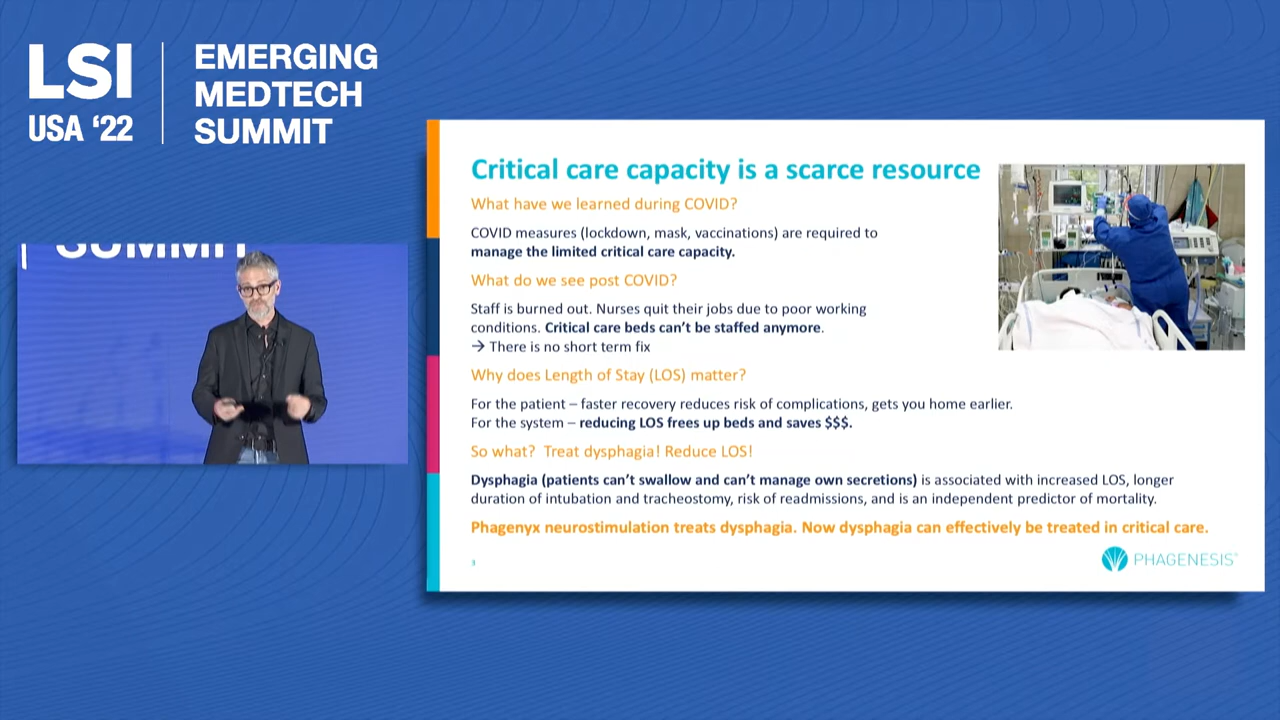 LSI
USA ‘22
EMERGING
MEDTECH
SUMMIT
SUMMIT
Critical care capacity is a scarce resource
What have we learned during COVID?
COVID measures (lockdown, mask, vaccinations) are required to
manage the limited critical care capacity.
What do we see post COVID?
Staff is burned out. Nurses quit their jobs due to poor working
conditions. Critical care beds can’t be staffed anymore.
→ There is no short term fix
Why does Length of Stay (LOS) matter?
For the patient – faster recovery reduces risk of complications, gets you home earlier.
For the system – reducing LOS frees up beds and saves $$$.
So what? Treat dysphagia! Reduce LOS!
Dysphagia (patients can’t swallow and can’t manage own secretions) is associated with increased LOS, longer
duration of intubation and tracheostomy, risk of readmissions, and is an independent predictor of mortality.
Phagenyx neurostimulation treats dysphagia. Now dysphagia can effectively be treated in critical care.
PHAGENESIS®